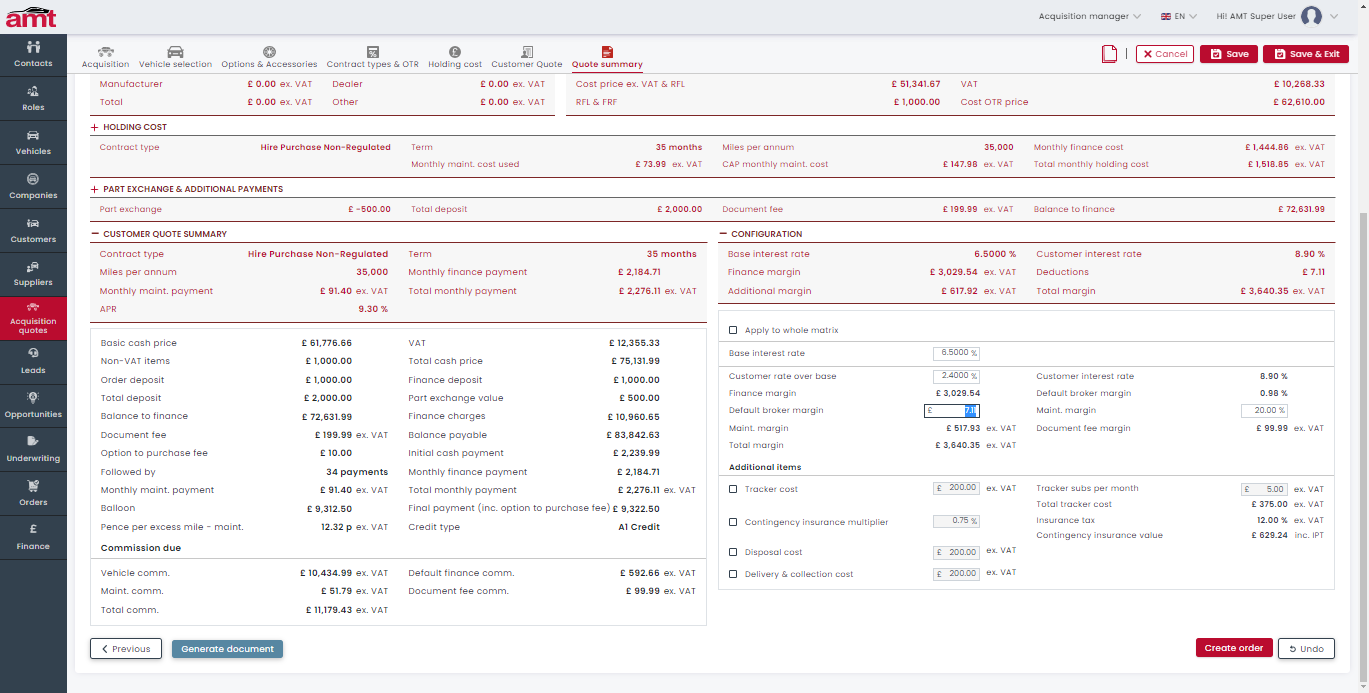 amt
Acquisition manager EN Hi! AMT Super User
Contacts
Roles
Vehicles
Companies
Customers
Suppliers
Acquisition quotes
Leads
Opportunities
Underwriting
Orders
£
Finance
Acquisition Vehicle selection Options & Accessories Contract types & OTR Holding cost Customer Quote Quote summary
Cancel Save Save & Exit
Manufacturer £ 0.00 ex. VAT Dealer £ 0.00 ex. VAT Cost price ex. VAT & RFL £ 51,341.67 VAT £ 10,268.33
Total £ 0.00 ex. VAT Other £ 0.00 ex. VAT RFL & FRF £ 1,000.00 Cost OTR price £ 62,610.00
+ HOLDING COST
Contract type Hire Purchase Non-Regulated Term 35 months Miles per annum 35,000 Monthly finance cost £ 1,444.86 ex. VAT
Monthly maint. cost used £ 73.99 ex. VAT CAP monthly maint. cost £ 147.98 ex. VAT Total monthly holding cost £ 1,518.85 ex. VAT
+ PART EXCHANGE & ADDITIONAL PAYMENTS
Part exchange £ -500.00 Total deposit £ 2,000.00 Document fee £ 199.99 ex. VAT Balance to finance £ 72,631.99
− CUSTOMER QUOTE SUMMARY
Contract type Hire Purchase Non-Regulated Term 35 months
Miles per annum 35,000 Monthly finance payment £ 2,184.71
Monthly maint. payment £ 91.40 ex. VAT Total monthly payment £ 2,276.11 ex. VAT
APR 9.30 %
Basic cash price £ 61,776.66 VAT £ 12,355.33
Non-VAT items £ 1,000.00 Total cash price £ 75,131.99
Order deposit £ 1,000.00 Finance deposit £ 1,000.00
Total deposit £ 2,000.00 Part exchange value £ 500.00
Balance to finance £ 72,631.99 Finance charges £ 10,960.65
Document fee £ 199.99 ex. VAT Balance payable £ 83,842.63
Option to purchase fee £ 10.00 Initial cash payment £ 2,239.99
Followed by 34 payments Monthly finance payment £ 2,184.71
Monthly maint. payment £ 91.40 ex. VAT Total monthly payment £ 2,276.11 ex. VAT
Balloon £ 9,312.50 Final payment (inc. option to purchase fee) £ 9,322.50
Pence per excess mile - maint. 12.32 p ex. VAT Credit type A1 Credit
Commission due
Vehicle comm. £ 10,434.99 ex. VAT Default finance comm. £ 592.66 ex. VAT
Maint. comm. £ 51.79 ex. VAT Document fee comm. £ 99.99 ex. VAT
Total comm. £ 11,179.43 ex. VAT
− CONFIGURATION
Base interest rate 6.5000 % Customer interest rate 8.90 %
Finance margin £ 3,029.54 ex. VAT Deductions £ 7.11
Additional margin £ 617.92 ex. VAT Total margin £ 3,640.35 ex. VAT
Apply to whole matrix
Base interest rate 6.5000 %
Customer rate over base 2.4000 % Customer interest rate 8.90 %
Finance margin £ 3,029.54 Default broker margin 0.98 %
Default broker margin £ 7.11 Maint. margin 20.00 %
Maint. margin £ 517.93 ex. VAT Document fee margin £ 99.99 ex. VAT
Total margin £ 3,640.35 ex. VAT
Additional items
Tracker cost £ 200.00 ex. VAT Tracker subs per month £ 5.00 ex. VAT
Total tracker cost £ 375.00 ex. VAT
Contingency insurance multiplier 0.75 % Insurance tax 12.00 % ex. VAT
Contingency insurance value £ 629.24 inc. IPT
Disposal cost £ 200.00 ex. VAT
Delivery & collection cost £ 200.00 ex. VAT
Previous Generate document Create order Undo